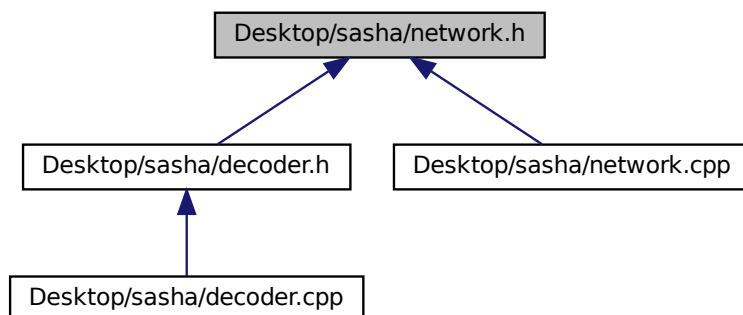 Desktop/sasha/network.h
Desktop/sasha/decoder.h
Desktop/sasha/network.cpp
Desktop/sasha/decoder.cpp